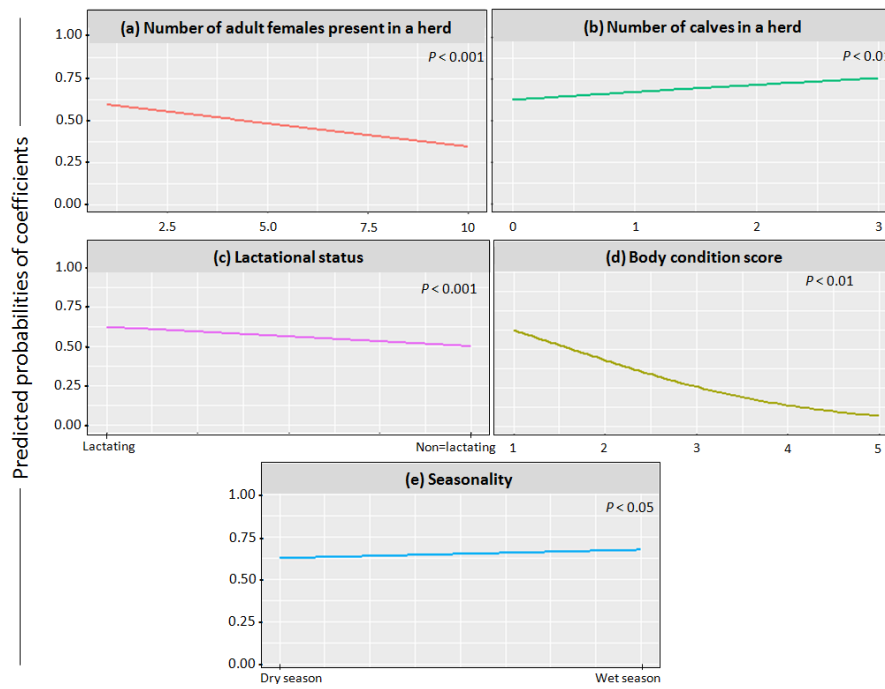 Predicted probabilities of coefficients
(a) Number of adult females present in a herd
P < 0.001
1.00
0.75
0.50
0.25
0.00
2.5 5.0 7.5 10
(b) Number of calves in a herd
P < 0.01
0 1 2 3
(c) Lactational status
P < 0.001
1.00
0.75
0.50
0.25
0.00
Lactating Non=lactating
(d) Body condition score
P < 0.01
1 2 3 4 5
(e) Seasonality
P < 0.05
1.00
0.75
0.50
0.25
0.00
Dry season Wet season